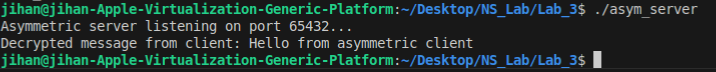 jihan@jihan-Apple-Virtualization-Generic-Platform:~/Desktop/NS_Lab/Lab_3$ ./asym_server
Asymmetric server listening on port 65432...
Decrypted message from client: Hello from asymmetric client
jihan@jihan-Apple-Virtualization-Generic-Platform:~/Desktop/NS_Lab/Lab_3$